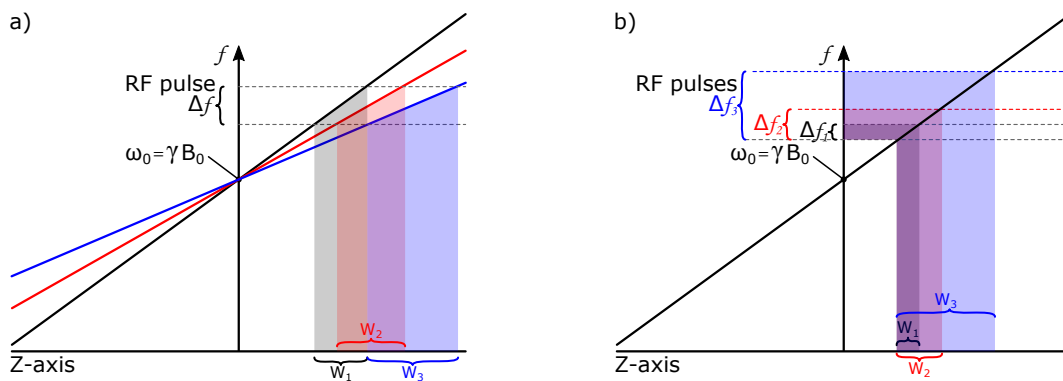 a)
f
RF pulse
Δf
ω₀=γB₀
W₂
Z-axis
W₁
W₃
b)
f
RF pulses
Δf₃
Δf₂
Δf₁
ω₀=γB₀
W₃
W₁
Z-axis
W₂